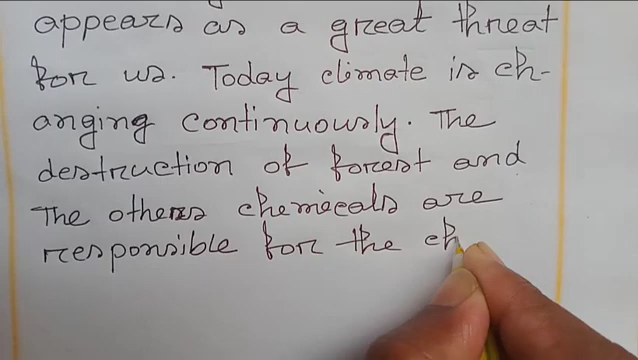 appears as a great threat
for us. Today climate is ch-
anging continuously. The
destruction of forest and
The others chemicals are
responsible for the ch